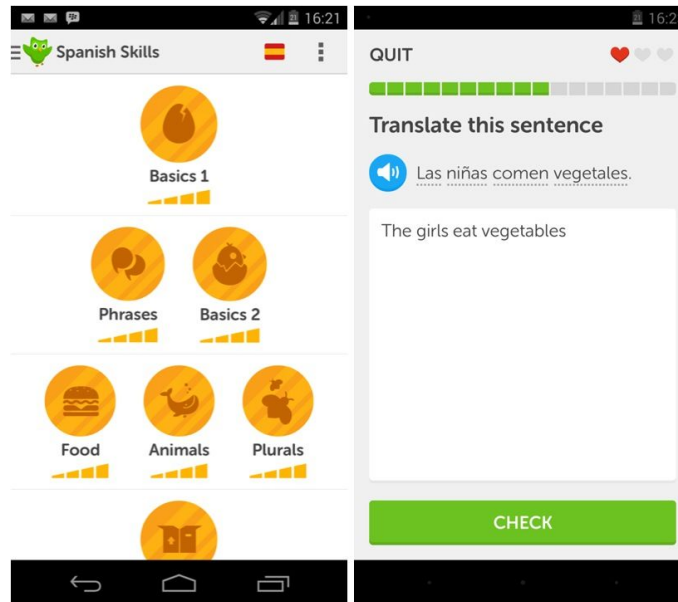 16:21
Spanish Skills
Basics 1
Phrases
Basics 2
Food
Animals
Plurals
QUIT
Translate this sentence
Las niñas comen vegetales.
The girls eat vegetables
CHECK